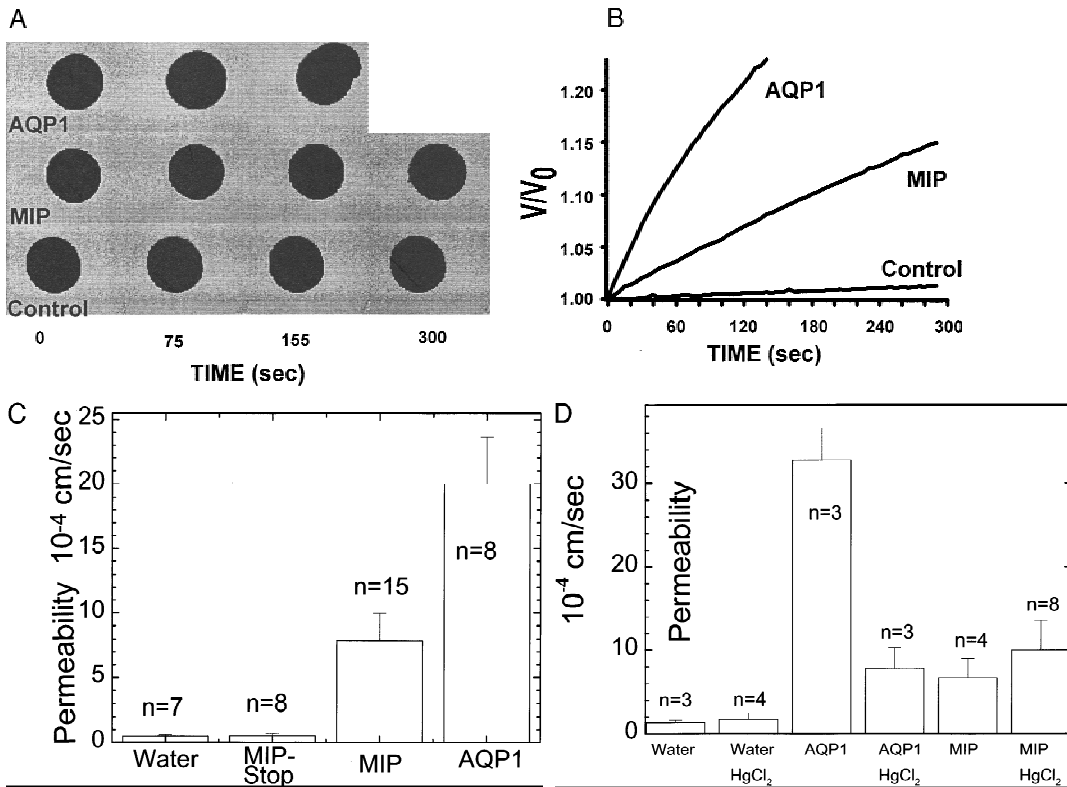 A
AQP1
MIP
Control
0 75 155 300
TIME (sec)
B
V/V0
1.20
1.15
1.10
1.05
1.00
AQP1
MIP
Control
0 60 120 180 240 300
TIME (sec)
C
Permeability 10-4 cm/sec
25
20
15
10
5
0
n=7
n=8
n=15
n=8
Water
MIP-
Stop
MIP
AQP1
D
10-4 cm/sec
Permeability
30
20
10
0
n=3
n=4
n=3
n=3
n=4
n=8
Water
Water
HgCl2
AQP1
AQP1
HgCl2
MIP
MIP
HgCl2